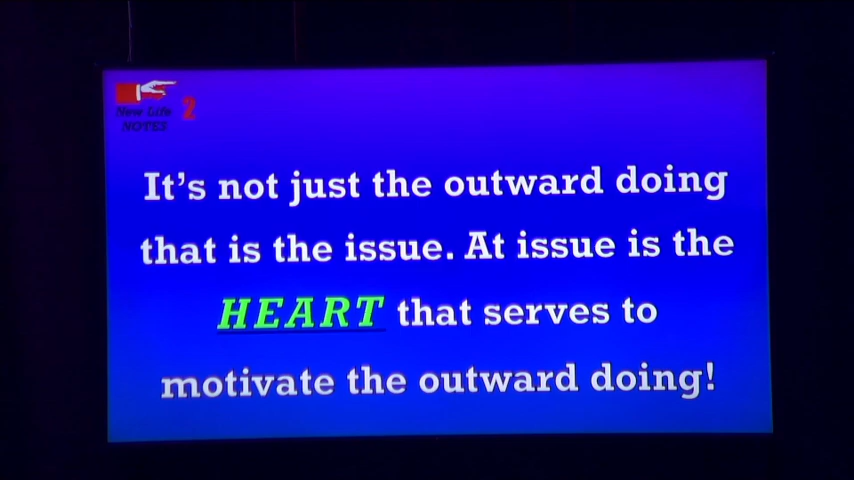 New Life 2
NOTES
It's not just the outward doing
that is the issue. At issue is the
HEART that serves to
motivate the outward doing!